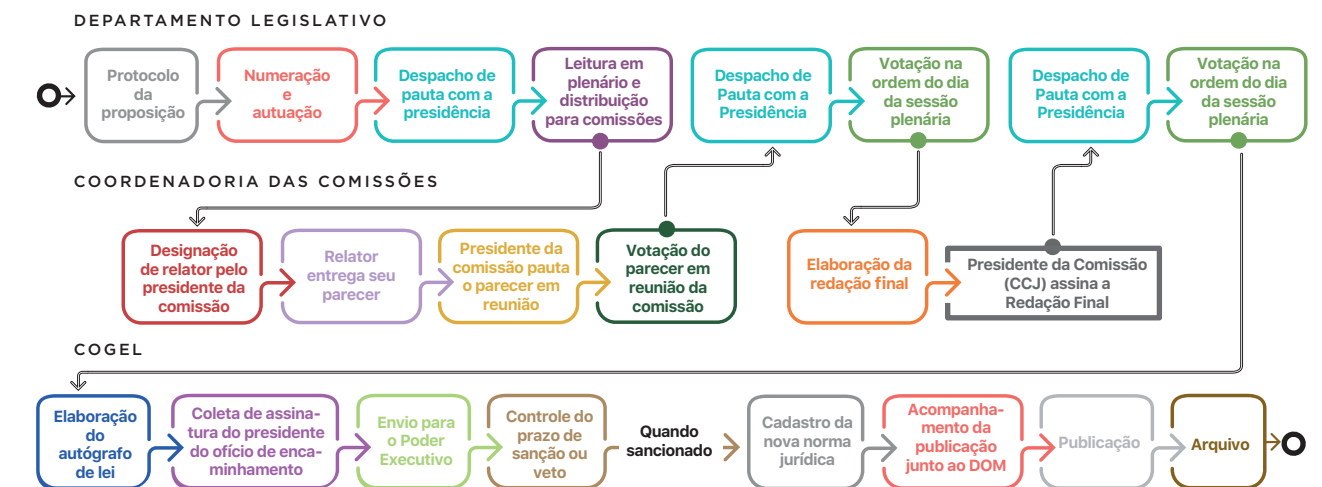 DEPARTAMENTO LEGISLATIVO
Protocolo
da
proposição
Numeração
e
autuação
Despacho de
pauta com a
presidência
Leitura em
plenário e
distribuição
para comissões
Despacho de
Pauta com a
Presidência
Votação na
ordem do dia
da sessão
plenária
Despacho de
Pauta com a
Presidência
Votação na
ordem do dia
da sessão
plenária
COORDENADORIA DAS COMISSÕES
Designação
de relator pelo
presidente da
comissão
Relator
entrega seu
parecer
Presidente da
comissão pauta
o parecer em
reunião
Votação do
parecer em
reunião da
comissão
Elaboração da
redação final
Presidente da Comissão
(CCJ) assina a
Redação Final
COGEL
Elaboração
do
autógrafo
de lei
Coleta de assina-
tura do presidente
do ofício de enca-
minhamento
Envio para
o Poder
Executivo
Controle do
prazo de
sanção ou
veto
Quando
sancionado
Cadastro da
nova norma
jurídica
Acompanha-
mento da
publicação
junto ao DOM
Publicação
Arquivo